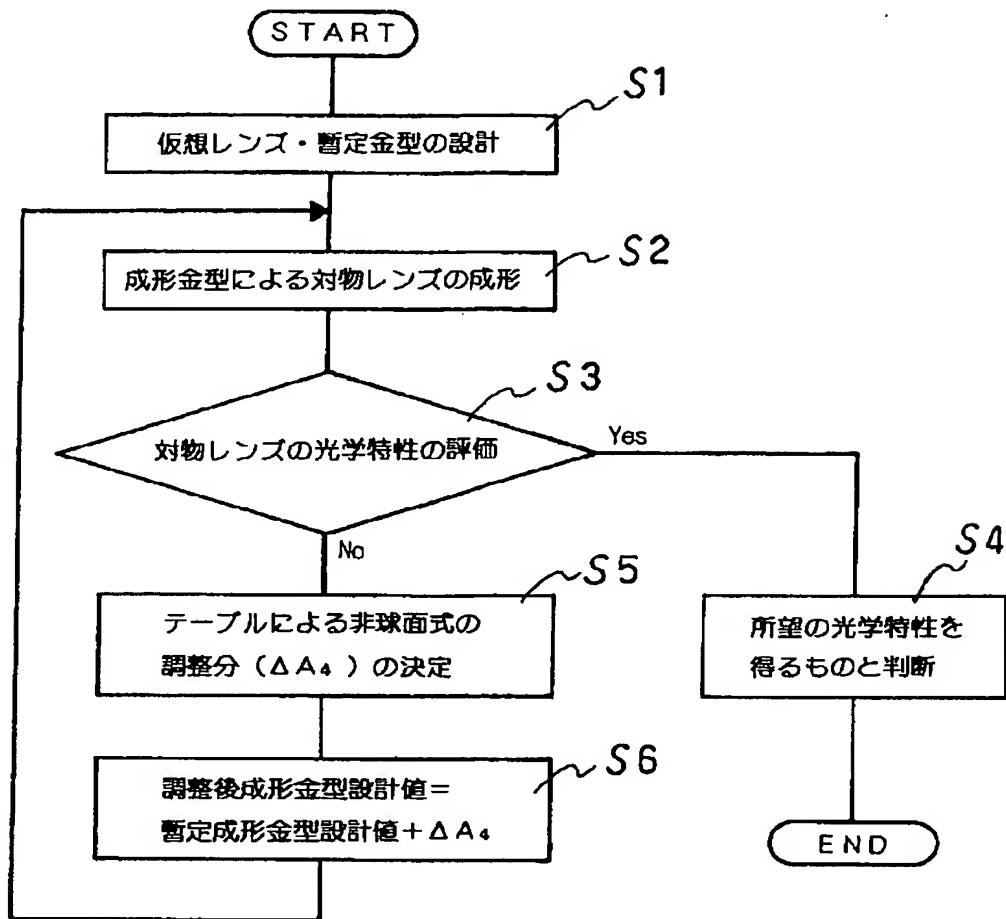 START
S1
仮想レンズ・暫定金型の設計
S2
成形金型による対物レンズの成形
S3
対物レンズの光学特性の評価
Yes
No
S4
所望の光学特性を
得るものと判断
S5
テーブルによる非球面式の
調整分(ΔA₄)の決定
S6
調整後成形金型設計値=
暫定成形金型設計値+ΔA₄
END